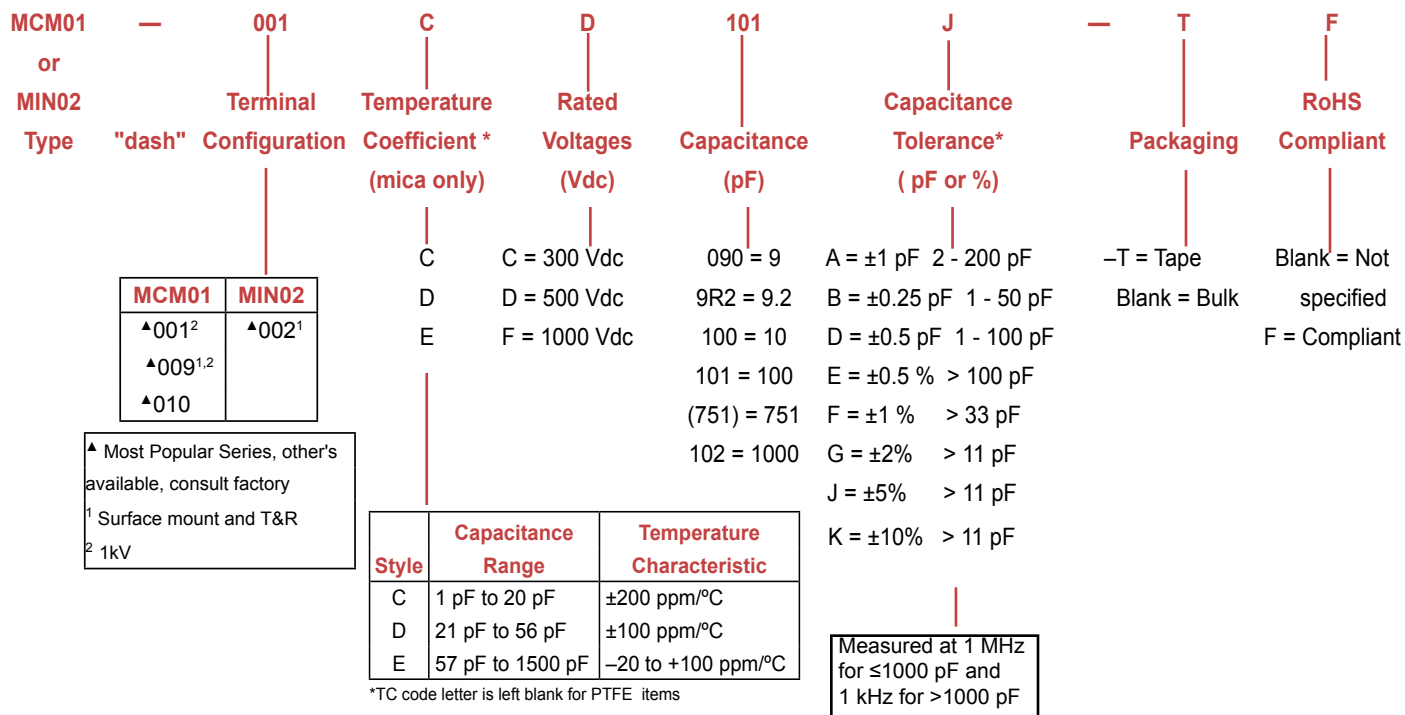 MCM01 — 001 C D 101 J — T F
or
MIN02 Terminal Temperature Rated Capacitance RoHS
Type "dash" Configuration Coefficient * Voltages Capacitance Tolerance* Packaging Compliant
(mica only) (Vdc) (pF) ( pF or %)
C C = 300 Vdc 090 = 9 A = ±1 pF 2 - 200 pF –T = Tape Blank = Not
D D = 500 Vdc 9R2 = 9.2 B = ±0.25 pF 1 - 50 pF Blank = Bulk specified
E F = 1000 Vdc 100 = 10 D = ±0.5 pF 1 - 100 pF F = Compliant
101 = 100 E = ±0.5 % > 100 pF
(751) = 751 F = ±1 % > 33 pF
102 = 1000 G = ±2% > 11 pF
J = ±5% > 11 pF
K = ±10% > 11 pF
MCM01 MIN02
▲001² ▲002¹
▲009¹,²
▲010
▲ Most Popular Series, other's
available, consult factory
¹ Surface mount and T&R
² 1kV
Capacitance Temperature
Style Range Characteristic
C 1 pF to 20 pF ±200 ppm/ºC
D 21 pF to 56 pF ±100 ppm/ºC
E 57 pF to 1500 pF –20 to +100 ppm/ºC
*TC code letter is left blank for PTFE items
Measured at 1 MHz
for ≤1000 pF and
1 kHz for >1000 pF